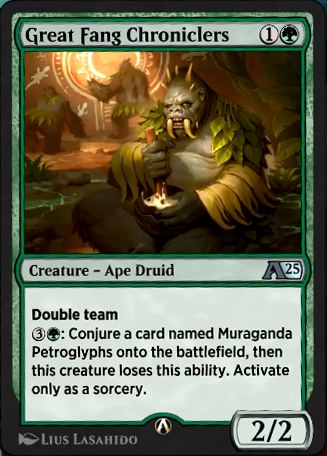 Great Fang Chroniclers 1
Creature – Ape Druid A25
Double team
3: Conjure a card named Muraganda
Petroglyphs onto the battlefield, then
this creature loses this ability. Activate
only as a sorcery.
Lius Lasahido
2/2